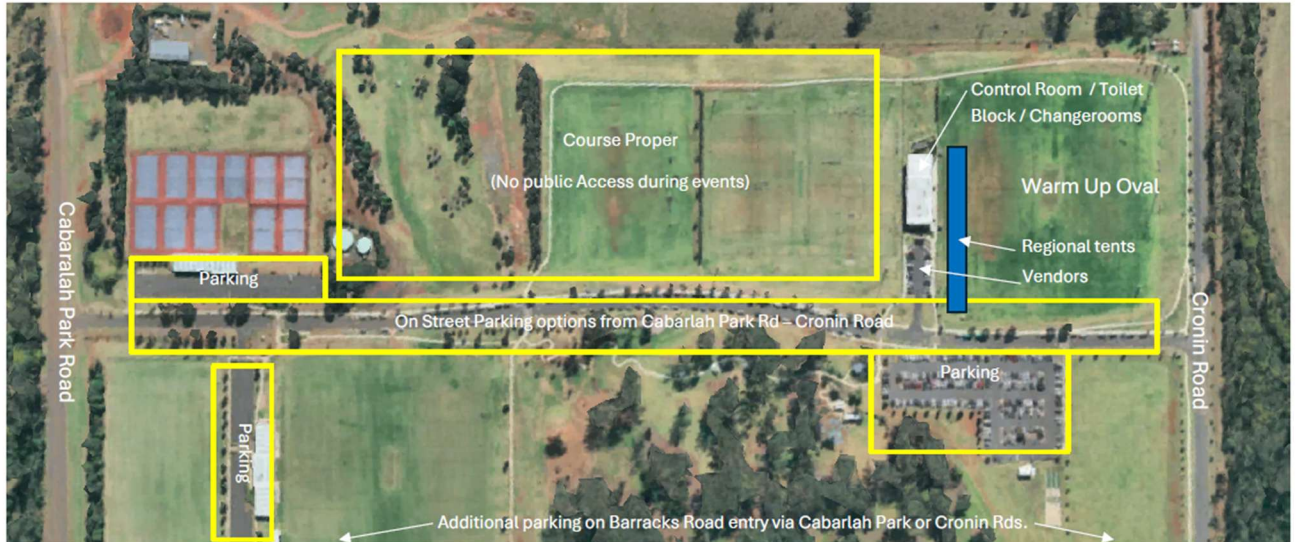 Control Room / Toilet
Block / Changerooms
Course Proper
(No public Access during events)
Warm Up Oval
Cabaralah Park Road
Regional tents
Parking
Vendors
Cronin Road
On Street Parking options from Cabarlah Park Rd – Cronin Road
Parking
Parking
Additional parking on Barracks Road entry via Cabarlah Park or Cronin Rds.